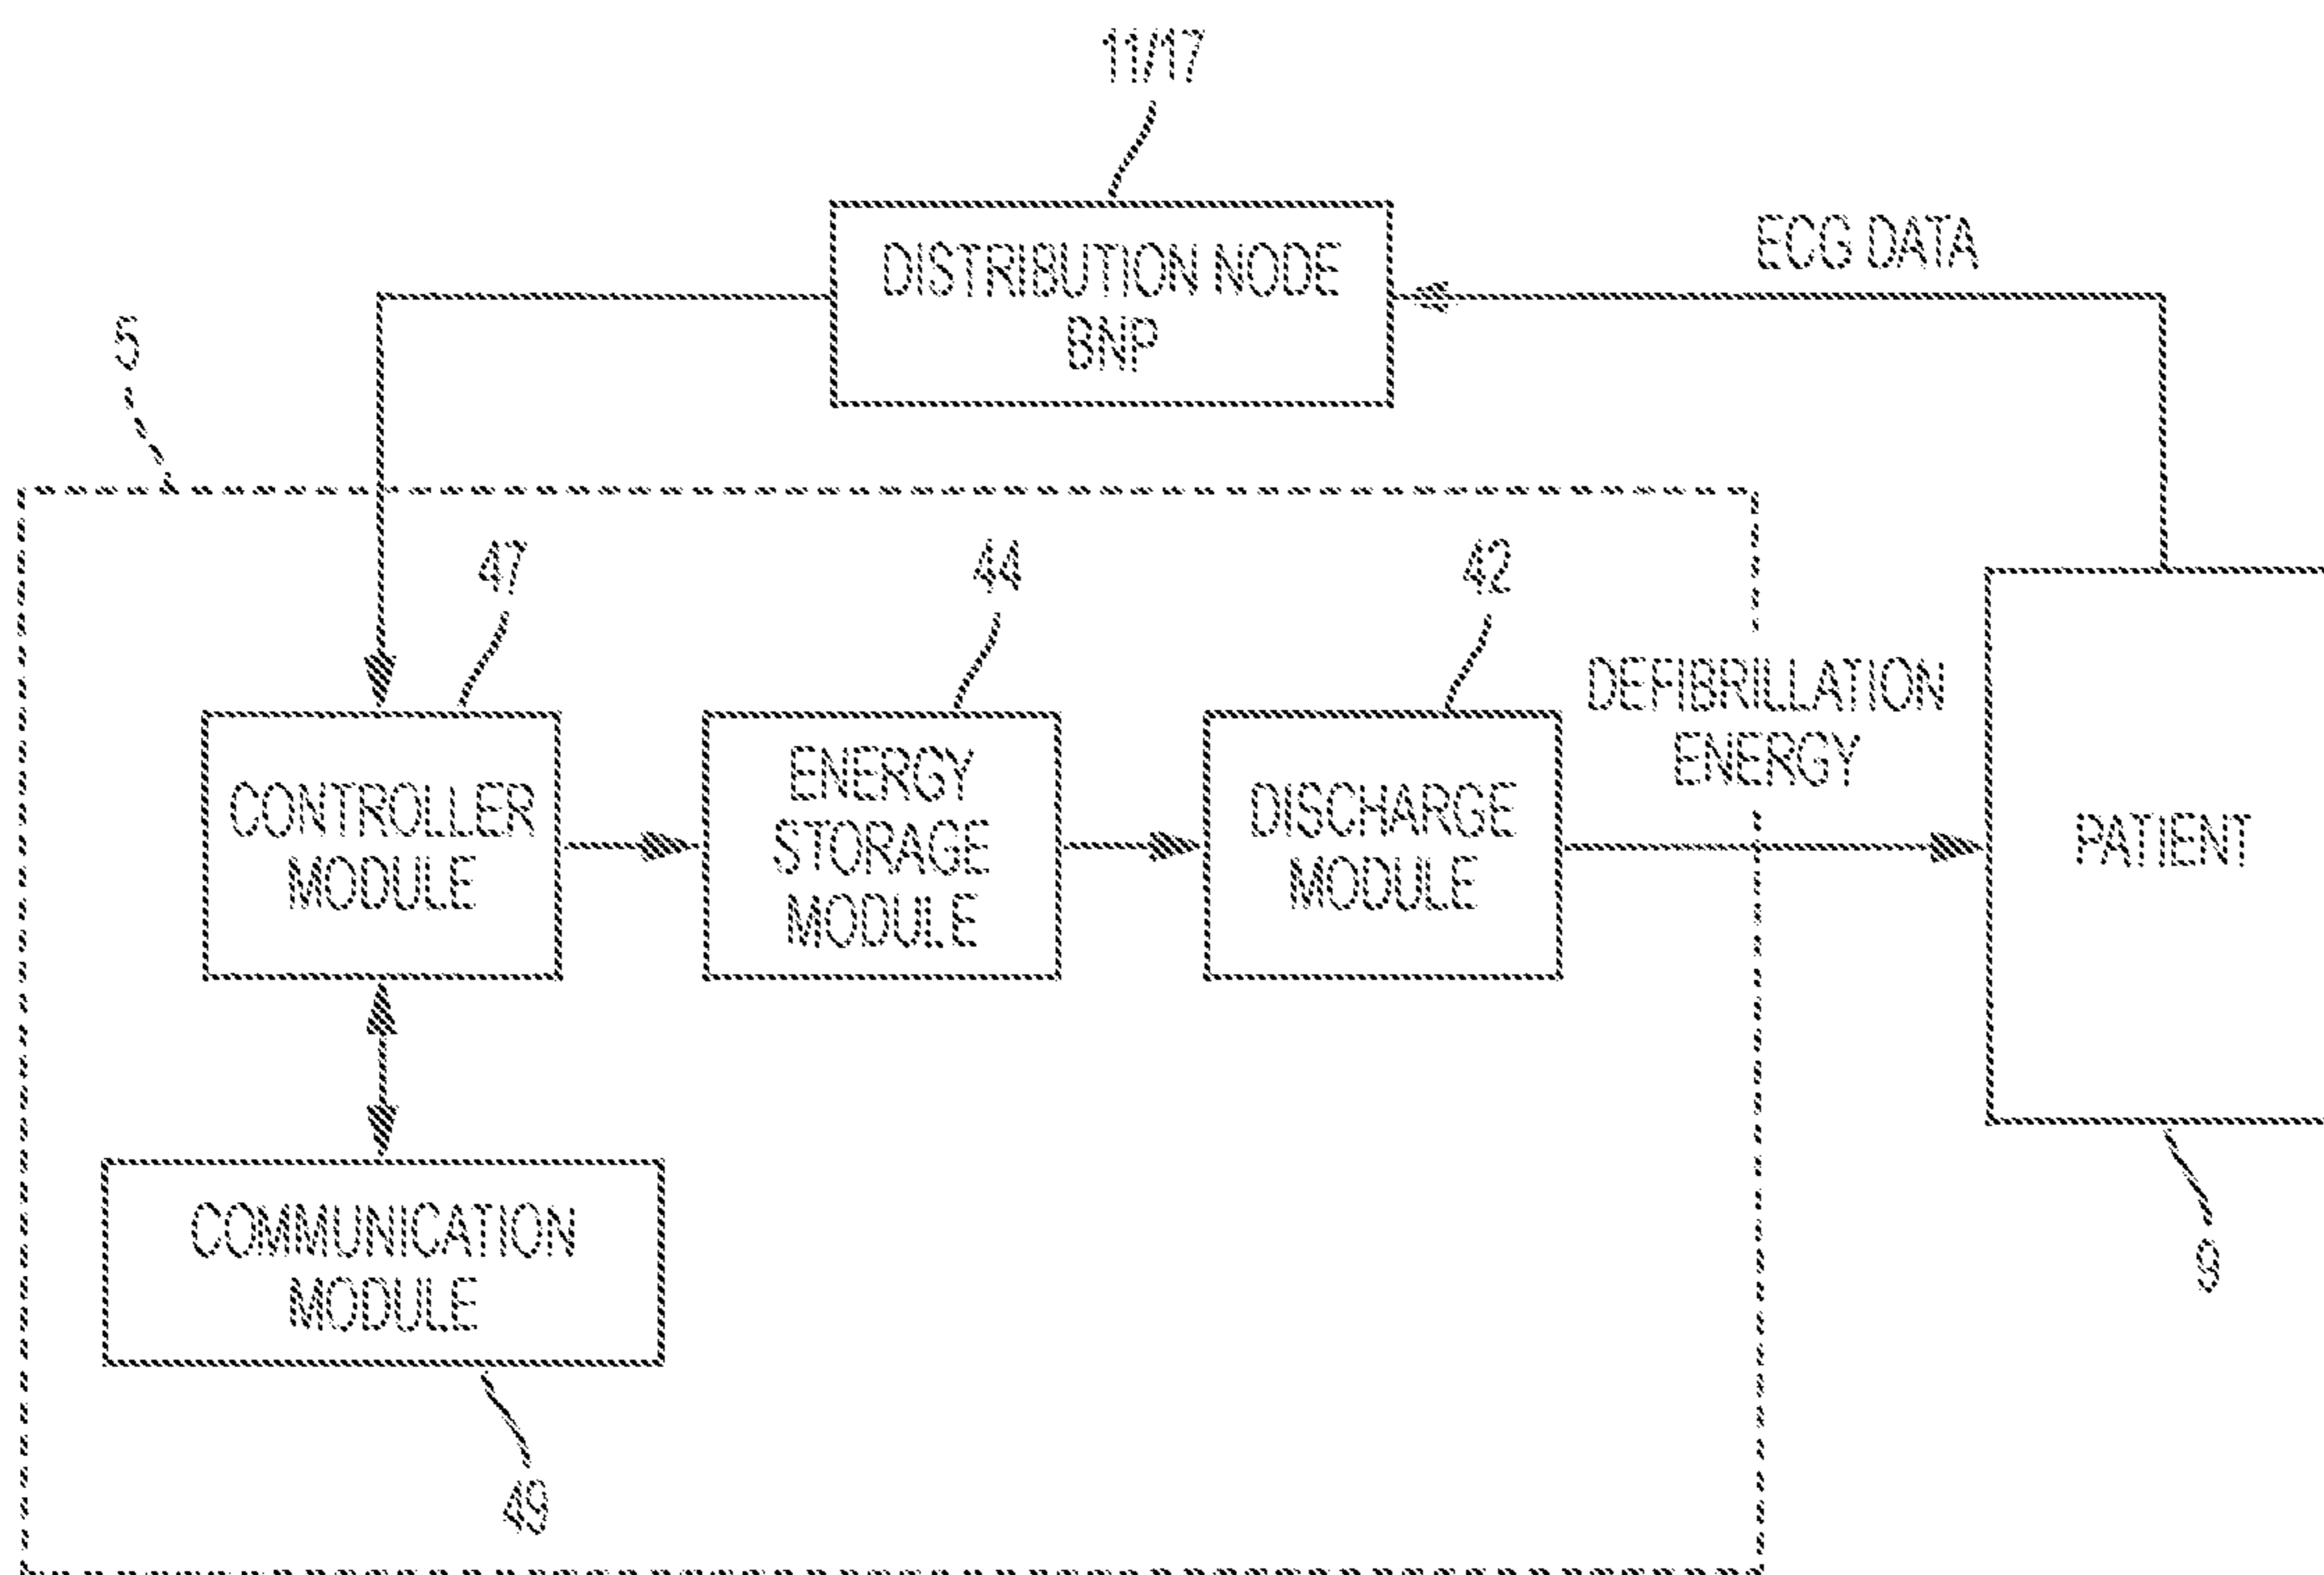 11/17
DISTRIBUTION NODE
BNP
ECG DATA
5
47
44
42
DEFIBRILLATION
ENERGY
CONTROLLER
MODULE
ENERGY
STORAGE
MODULE
DISCHARGE
MODULE
PATIENT
COMMUNICATION
MODULE
9
49